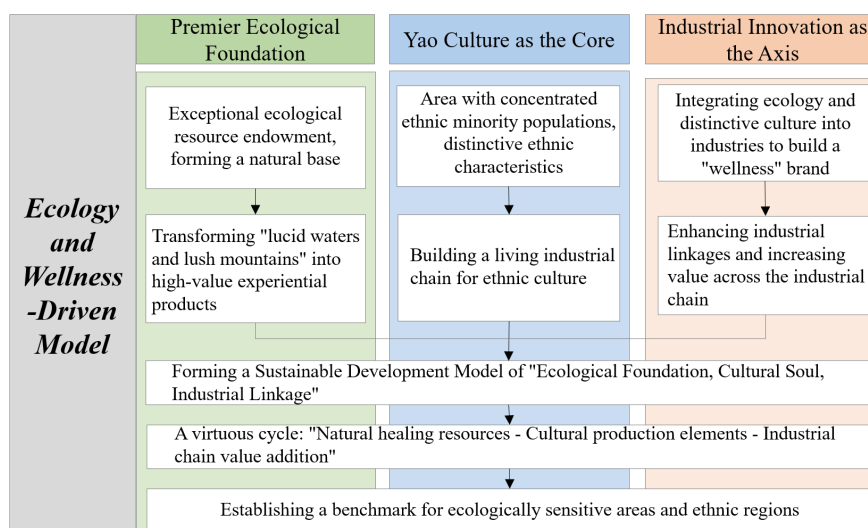 Ecology
and
Wellness
-Driven
Model
Premier Ecological
Foundation
Yao Culture as the Core
Industrial Innovation as
the Axis
Exceptional ecological
resource endowment,
forming a natural base
Area with concentrated
ethnic minority populations,
distinctive ethnic
characteristics
Integrating ecology and
distinctive culture into
industries to build a
"wellness" brand
Transforming "lucid waters
and lush mountains" into
high-value experiential
products
Building a living industrial
chain for ethnic culture
Enhancing industrial
linkages and increasing
value across the industrial
chain
Forming a Sustainable Development Model of "Ecological Foundation, Cultural Soul,
Industrial Linkage"
A virtuous cycle: "Natural healing resources - Cultural production elements - Industrial
chain value addition"
Establishing a benchmark for ecologically sensitive areas and ethnic regions